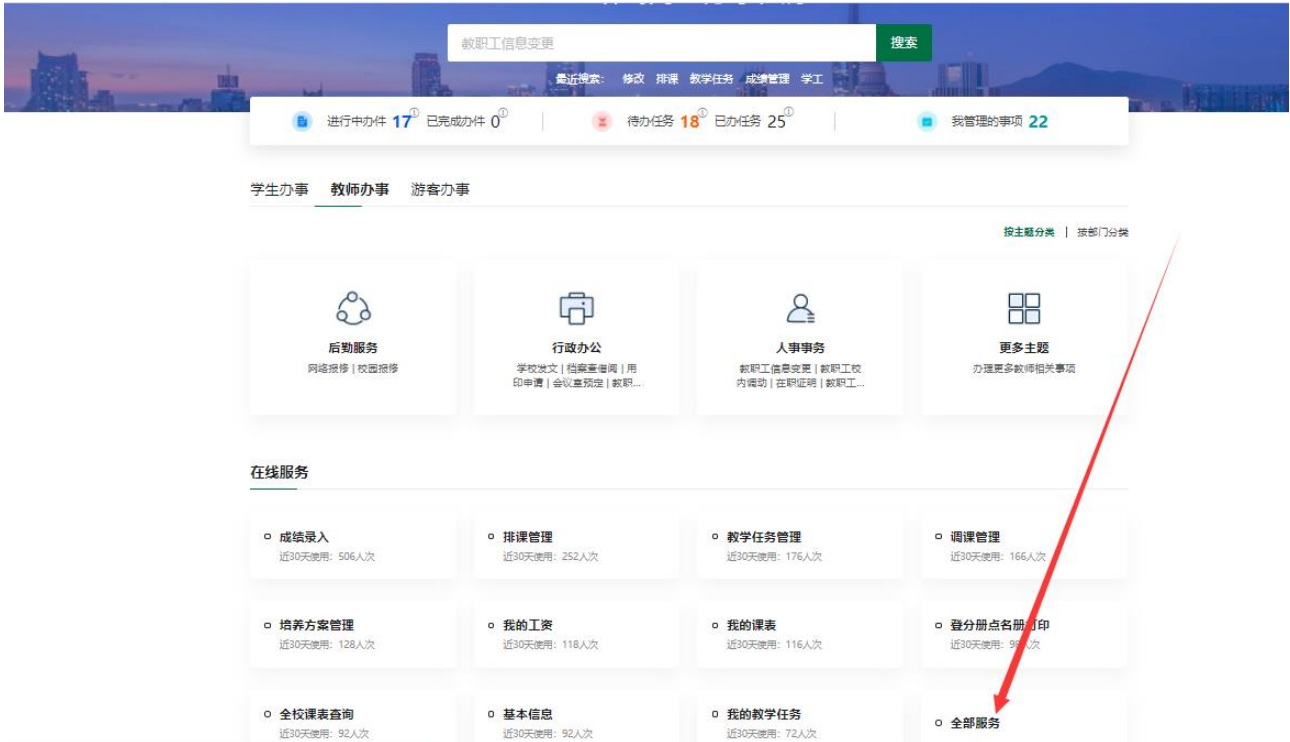 教职工信息变更
搜索
最近搜索: 修改 排课 教学任务 成绩管理 学工
进行中办件 17 已完成办件 0
待办任务 18 已办任务 25
我管理的事项 22
学生办事 教师办事 游客办事
按主题分类 | 按部门分类
后勤服务
网络报修 | 校园报修
行政办公
学校发文 | 档案查借阅 | 用
印申请 | 会议室预定 | 教职...
人事事务
教职工信息变更 | 教职工校
内调动 | 在职证明 | 教职工...
更多主题
办理更多教师相关事项
在线服务
成绩录入
近30天使用: 506人次
排课管理
近30天使用: 252人次
教学任务管理
近30天使用: 176人次
调课管理
近30天使用: 166人次
培养方案管理
近30天使用: 128人次
我的工资
近30天使用: 118人次
我的课表
近30天使用: 116人次
登分册点名册打印
近30天使用: 人次
全校课表查询
近30天使用: 92人次
基本信息
近30天使用: 92人次
我的教学任务
近30天使用: 72人次
全部服务